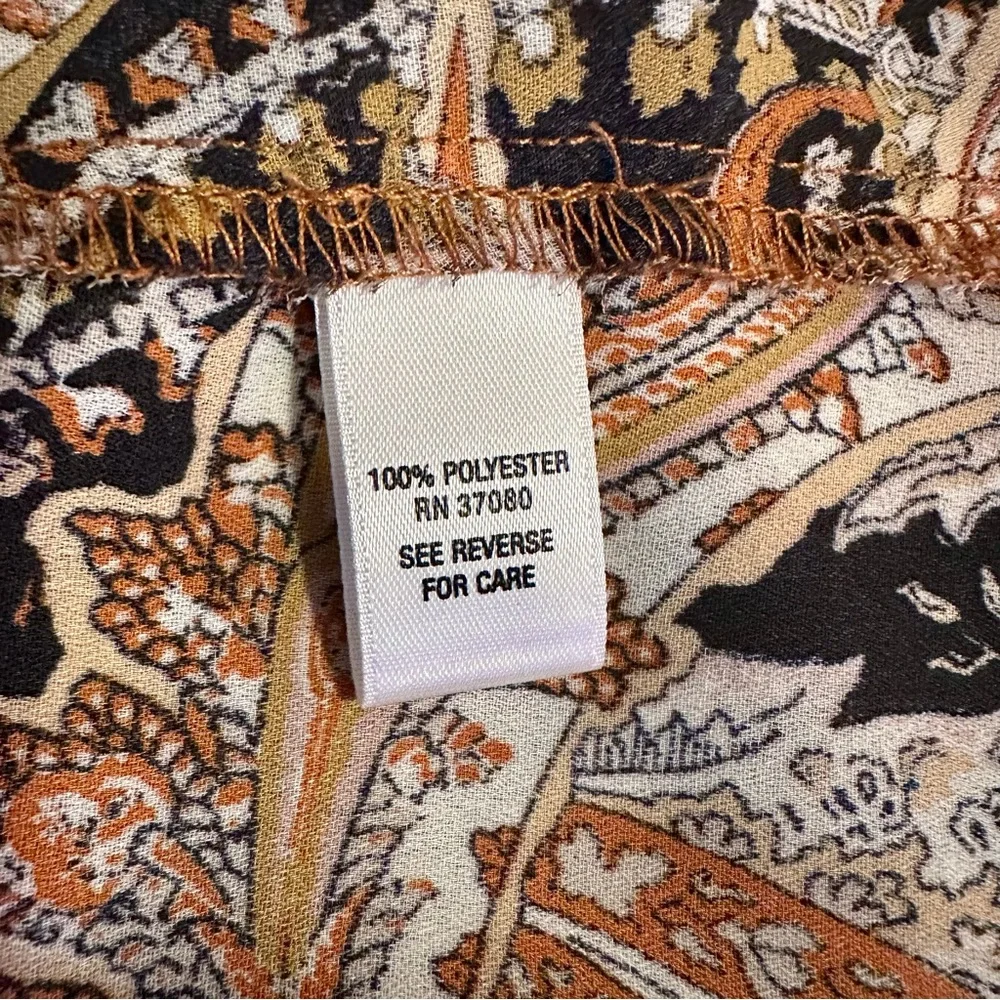 100% POLYESTER
RN 37080
SEE REVERSE
FOR CARE